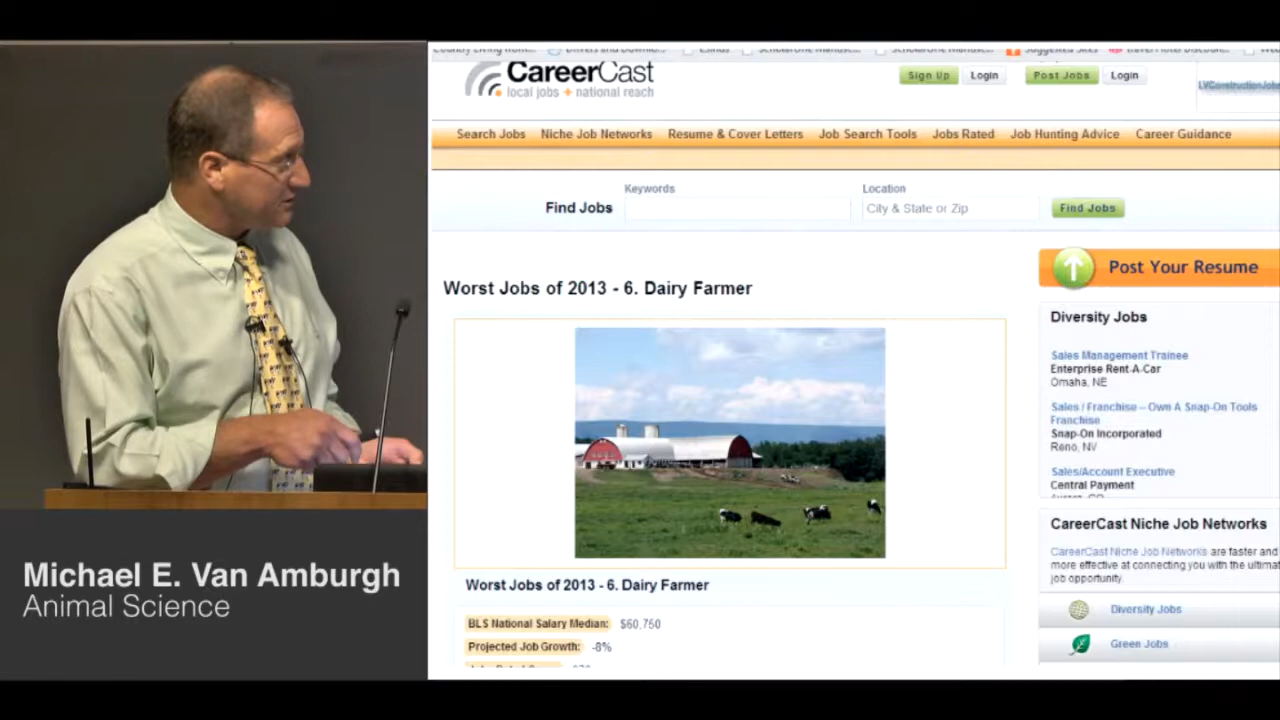 CareerCast
local jobs + national reach
Sign Up
Login
Post Jobs
Login
LVConstructionJobs
Search Jobs
Niche Job Networks
Resume & Cover Letters
Job Search Tools
Jobs Rated
Job Hunting Advice
Career Guidance
Keywords
Location
Find Jobs
City & State or Zip
Find Jobs
Post Your Resume
Worst Jobs of 2013 - 6. Dairy Farmer
Diversity Jobs
Sales Management Trainee
Enterprise Rent-A-Car
Omaha, NE
Sales / Franchise – Own A Snap-On Tools
Franchise
Snap-On Incorporated
Reno, NV
Sales/Account Executive
Central Payment
CareerCast Niche Job Networks
CareerCast Niche Job Networks are faster and
more effective at connecting you with the ultima
job opportunity.
Diversity Jobs
Green Jobs
Worst Jobs of 2013 - 6. Dairy Farmer
BLS National Salary Median: $60,750
Projected Job Growth: -8%
Michael E. Van Amburgh
Animal Science